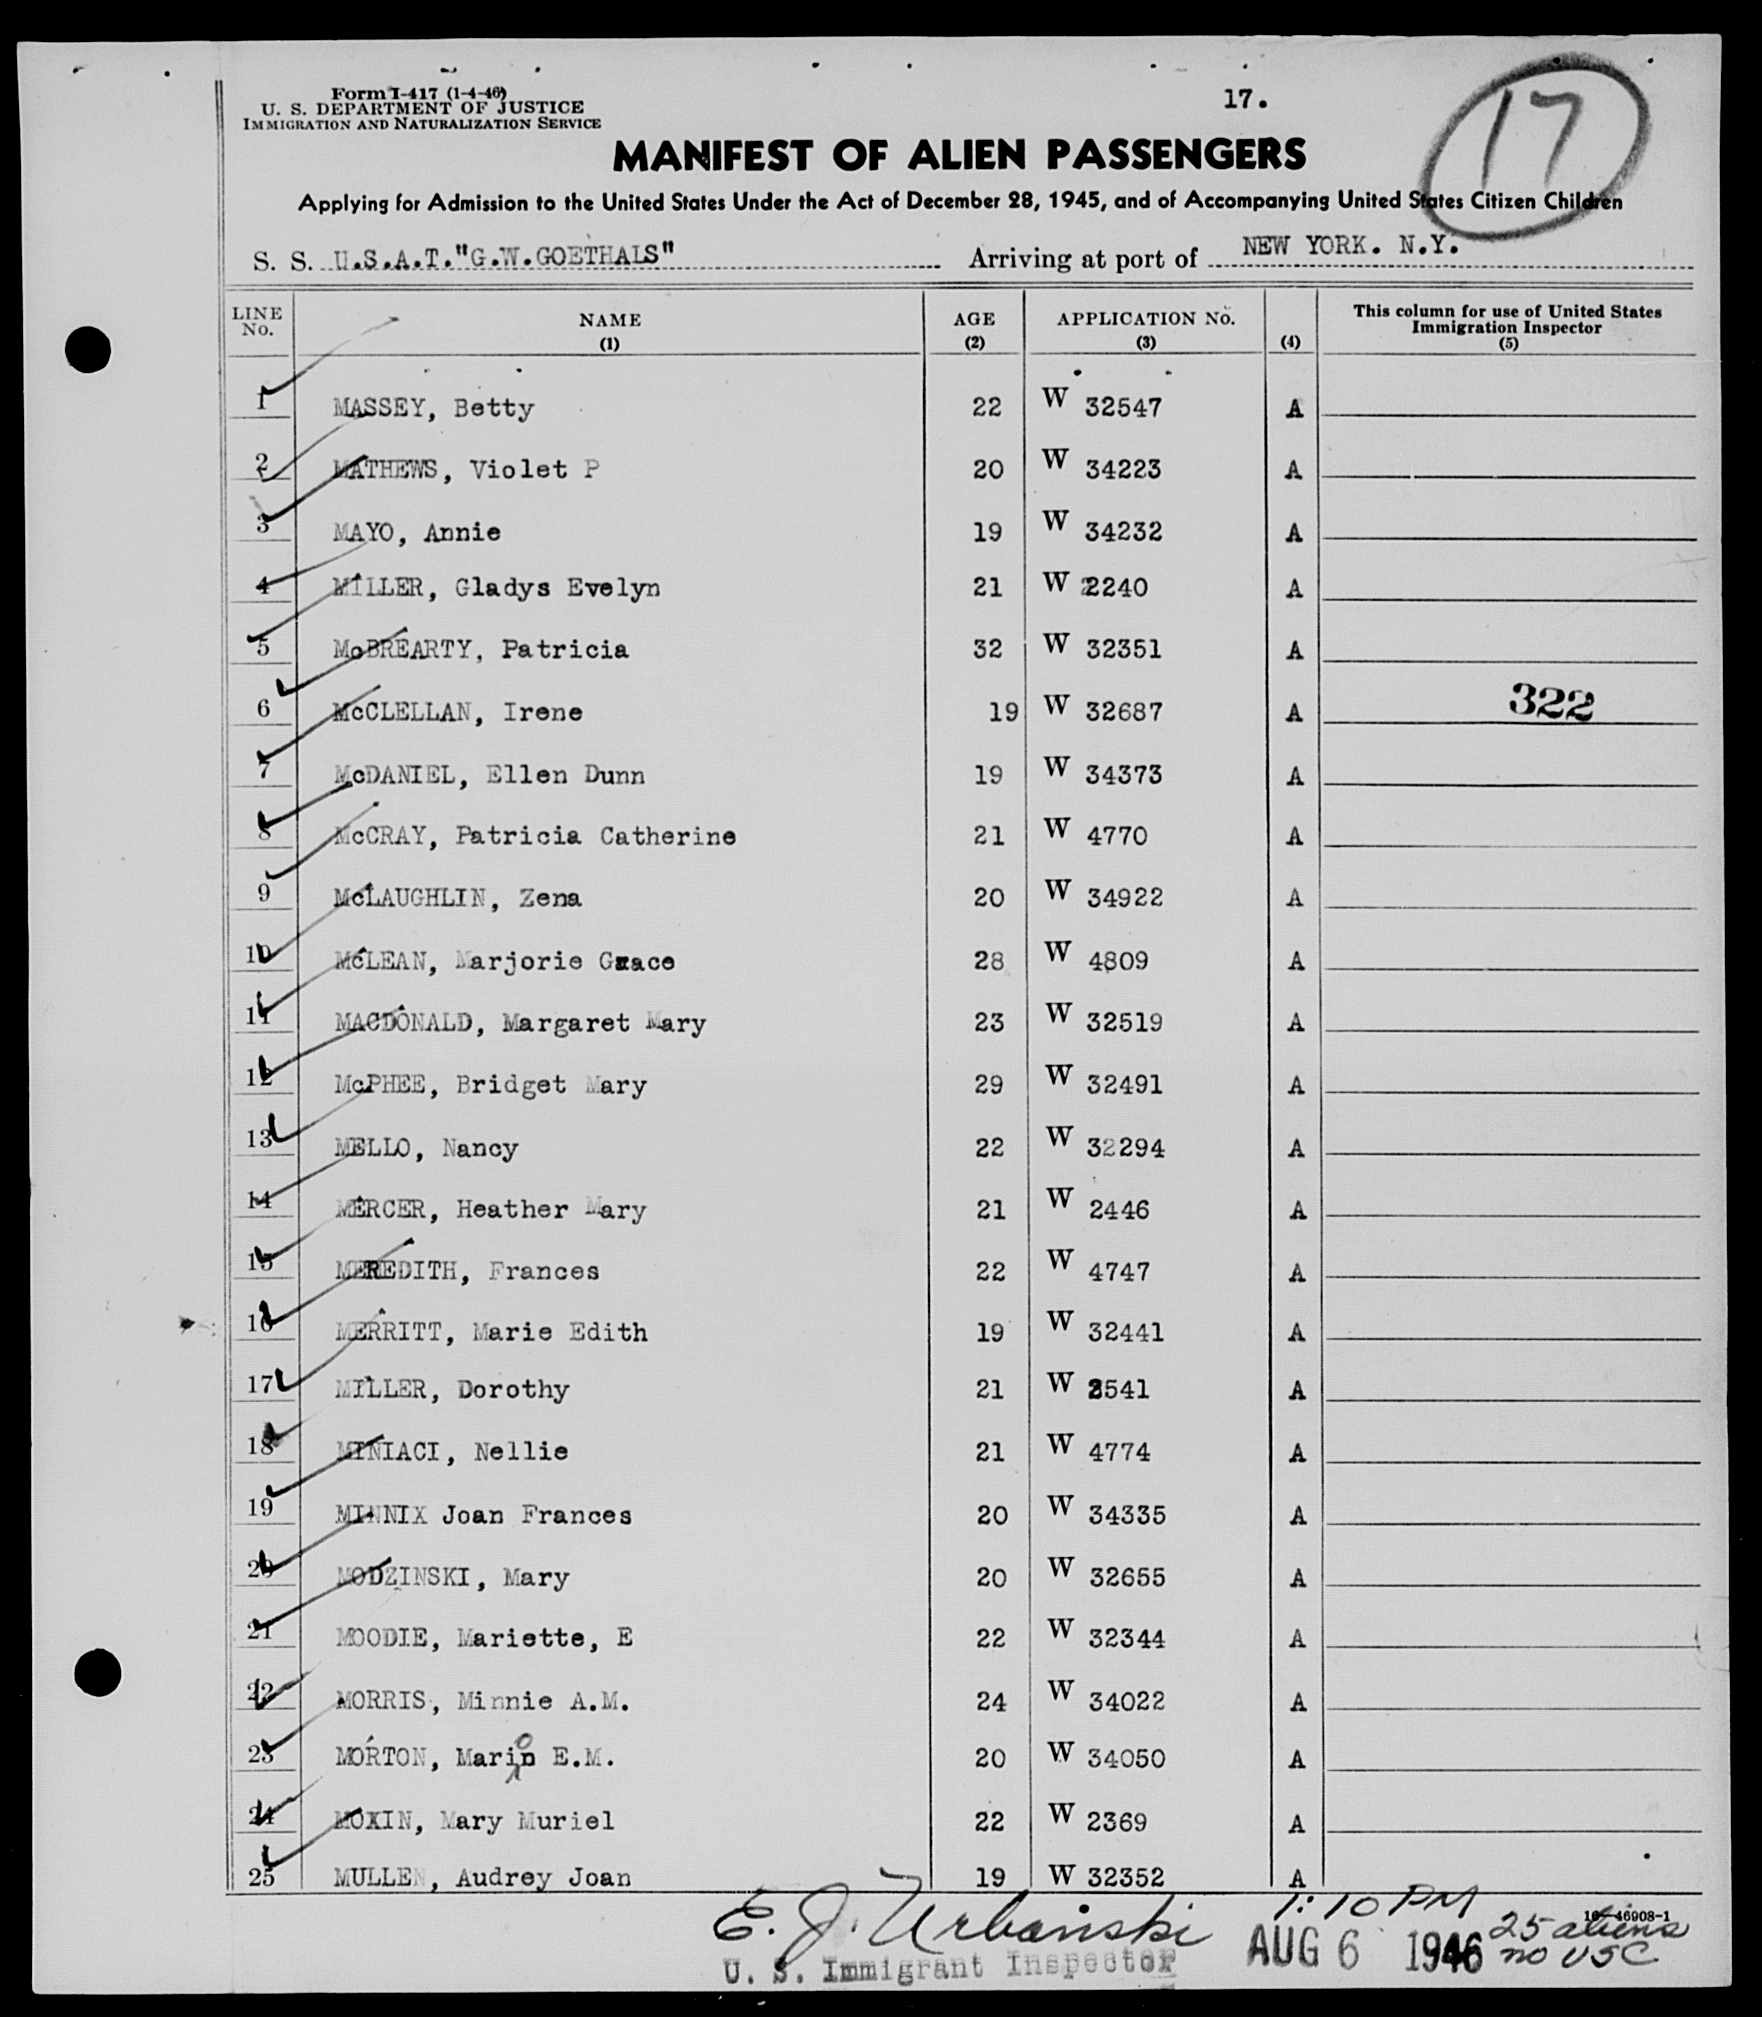 Form I-417 (1-4-46)
U. S. DEPARTMENT OF JUSTICE
IMMIGRATION AND NATURALIZATION SERVICE
17.
17
MANIFEST OF ALIEN PASSENGERS
Applying for Admission to the United States Under the Act of December 28, 1945, and of Accompanying United States Citizen Children
S. S. U.S.A.T."G.W.GOETHALS" Arriving at port of NEW YORK. N.Y.
LINE No. NAME (1) AGE (2) APPLICATION No. (3) (4) This column for use of United States Immigration Inspector (5)
1 MASSEY, Betty 22 W 32547 A
2 MATHEWS, Violet P 20 W 34223 A
3 MAYO, Annie 19 W 34232 A
4 MILLER, Gladys Evelyn 21 W 2240 A
5 McBREARTY, Patricia 32 W 32351 A
6 McCLELLAN, Irene 19 W 32687 A 322
7 McDANIEL, Ellen Dunn 19 W 34373 A
8 McCRAY, Patricia Catherine 21 W 4770 A
9 McLAUGHLIN, Zena 20 W 34922 A
10 McLEAN, Marjorie Grace 28 W 4809 A
11 MACDONALD, Margaret Mary 23 W 32519 A
12 McPHEE, Bridget Mary 29 W 32491 A
13 MELLO, Nancy 22 W 32294 A
14 MERCER, Heather Mary 21 W 2446 A
15 MEREDITH, Frances 22 W 4747 A
16 MERRITT, Marie Edith 19 W 32441 A
17 MILLER, Dorothy 21 W A
18 MINIACI, Nellie 21 W 4774 A
19 MINNIX Joan Frances 20 W 34335 A
20 MODZINSKI, Mary 20 W 32655 A
21 MOODIE, Mariette, E 22 W 32344 A
22 MORRIS, Minnie A.M. 24 W 34022 A
23 MORTON, Marion E.M. 20 W 34050 A
24 MOXIN, Mary Muriel 22 W 2369 A
25 MULLEN, Audrey Joan 19 W 32352 A
E. J. Urbanski 1:10 PM
16-46908-1
U. S. Immigrant Inspector AUG 6 1946 25 aliens
no USC